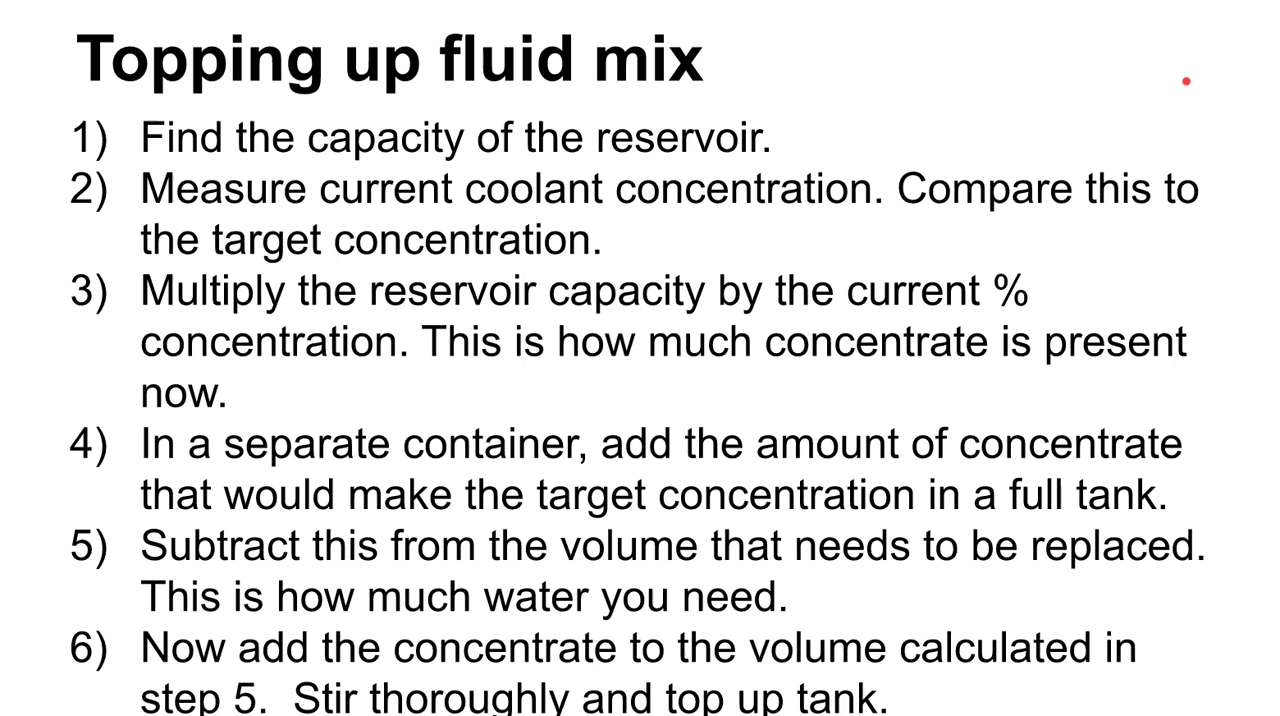 Topping up fluid mix
1) Find the capacity of the reservoir.
2) Measure current coolant concentration. Compare this to
the target concentration.
3) Multiply the reservoir capacity by the current %
concentration. This is how much concentrate is present
now.
4) In a separate container, add the amount of concentrate
that would make the target concentration in a full tank.
5) Subtract this from the volume that needs to be replaced.
This is how much water you need.
6) Now add the concentrate to the volume calculated in
step 5.  Stir thoroughly and top up tank.